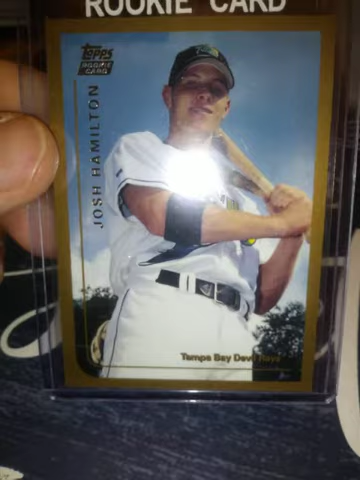 ROOKIE CARD
Topps
ROOKIE
CARD
JOSH HAMILTON
Tampa Bay Devil Rays